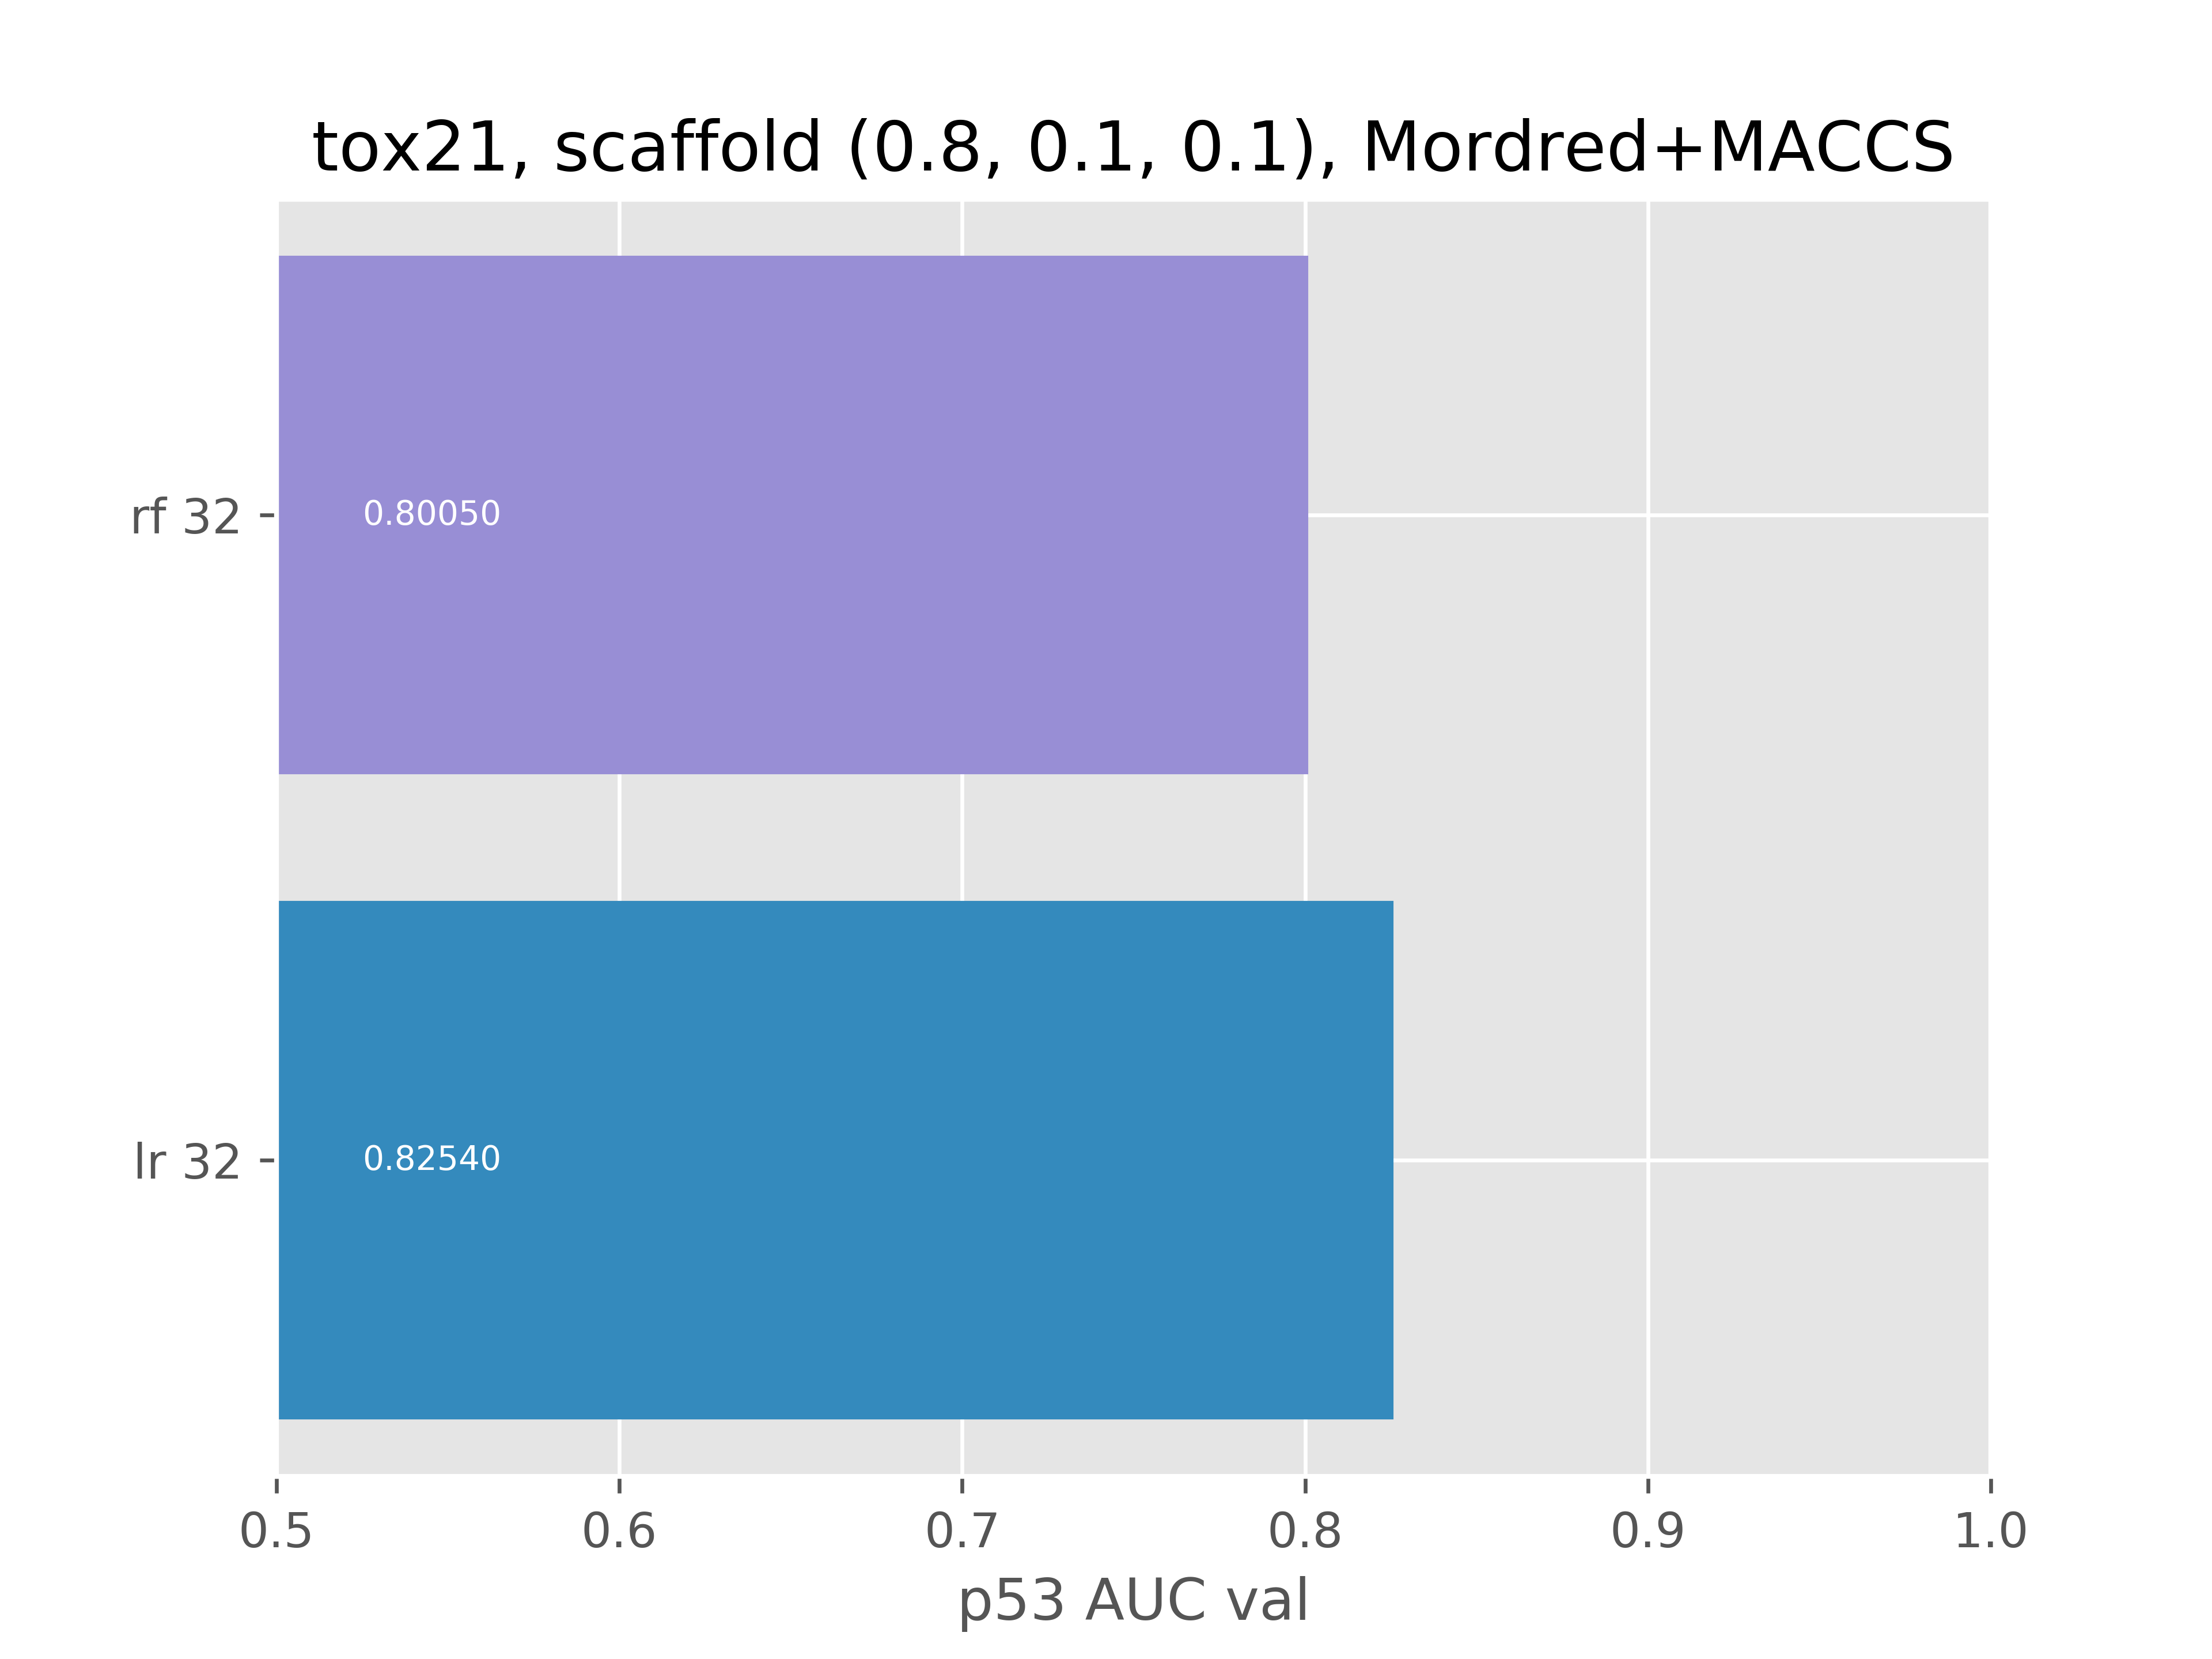 tox21, scaffold (0.8, 0.1, 0.1), Mordred+MACCS
rf 32
0.80050
lr 32
0.82540
0.5 0.6 0.7 0.8 0.9 1.0
p53 AUC val